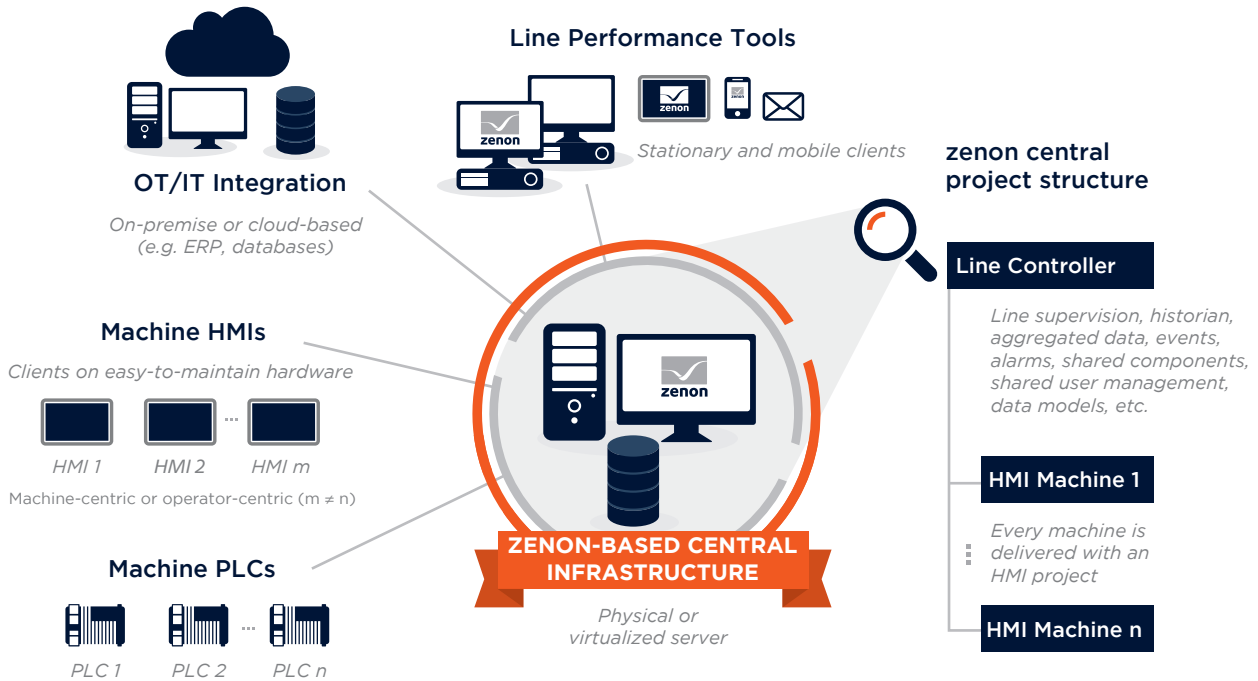 Line Performance Tools
zenon
zenon
zenon
Stationary and mobile clients
OT/IT Integration
On-premise or cloud-based
(e.g. ERP, databases)
zenon central
project structure
Line Controller
Line supervision, historian,
aggregated data, events,
alarms, shared components,
shared user management,
data models, etc.
HMI Machine 1
Every machine is
delivered with an
HMI project
HMI Machine n
Machine HMIs
Clients on easy-to-maintain hardware
...
HMI 1
HMI 2
HMI m
Machine-centric or operator-centric (m ≠ n)
Machine PLCs
...
PLC 1
PLC 2
PLC n
zenon
ZENON-BASED CENTRAL
INFRASTRUCTURE
Physical or
virtualized server